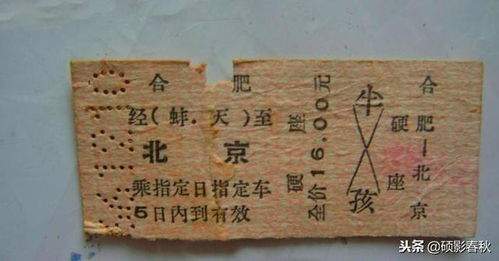 合 肥
经(蚌.天)至
北 京
乘指定日指定车
5日内到有效
硬 座
全价16.00元
半 孩
合肥—北京
硬 座
头条 @硕影春秋